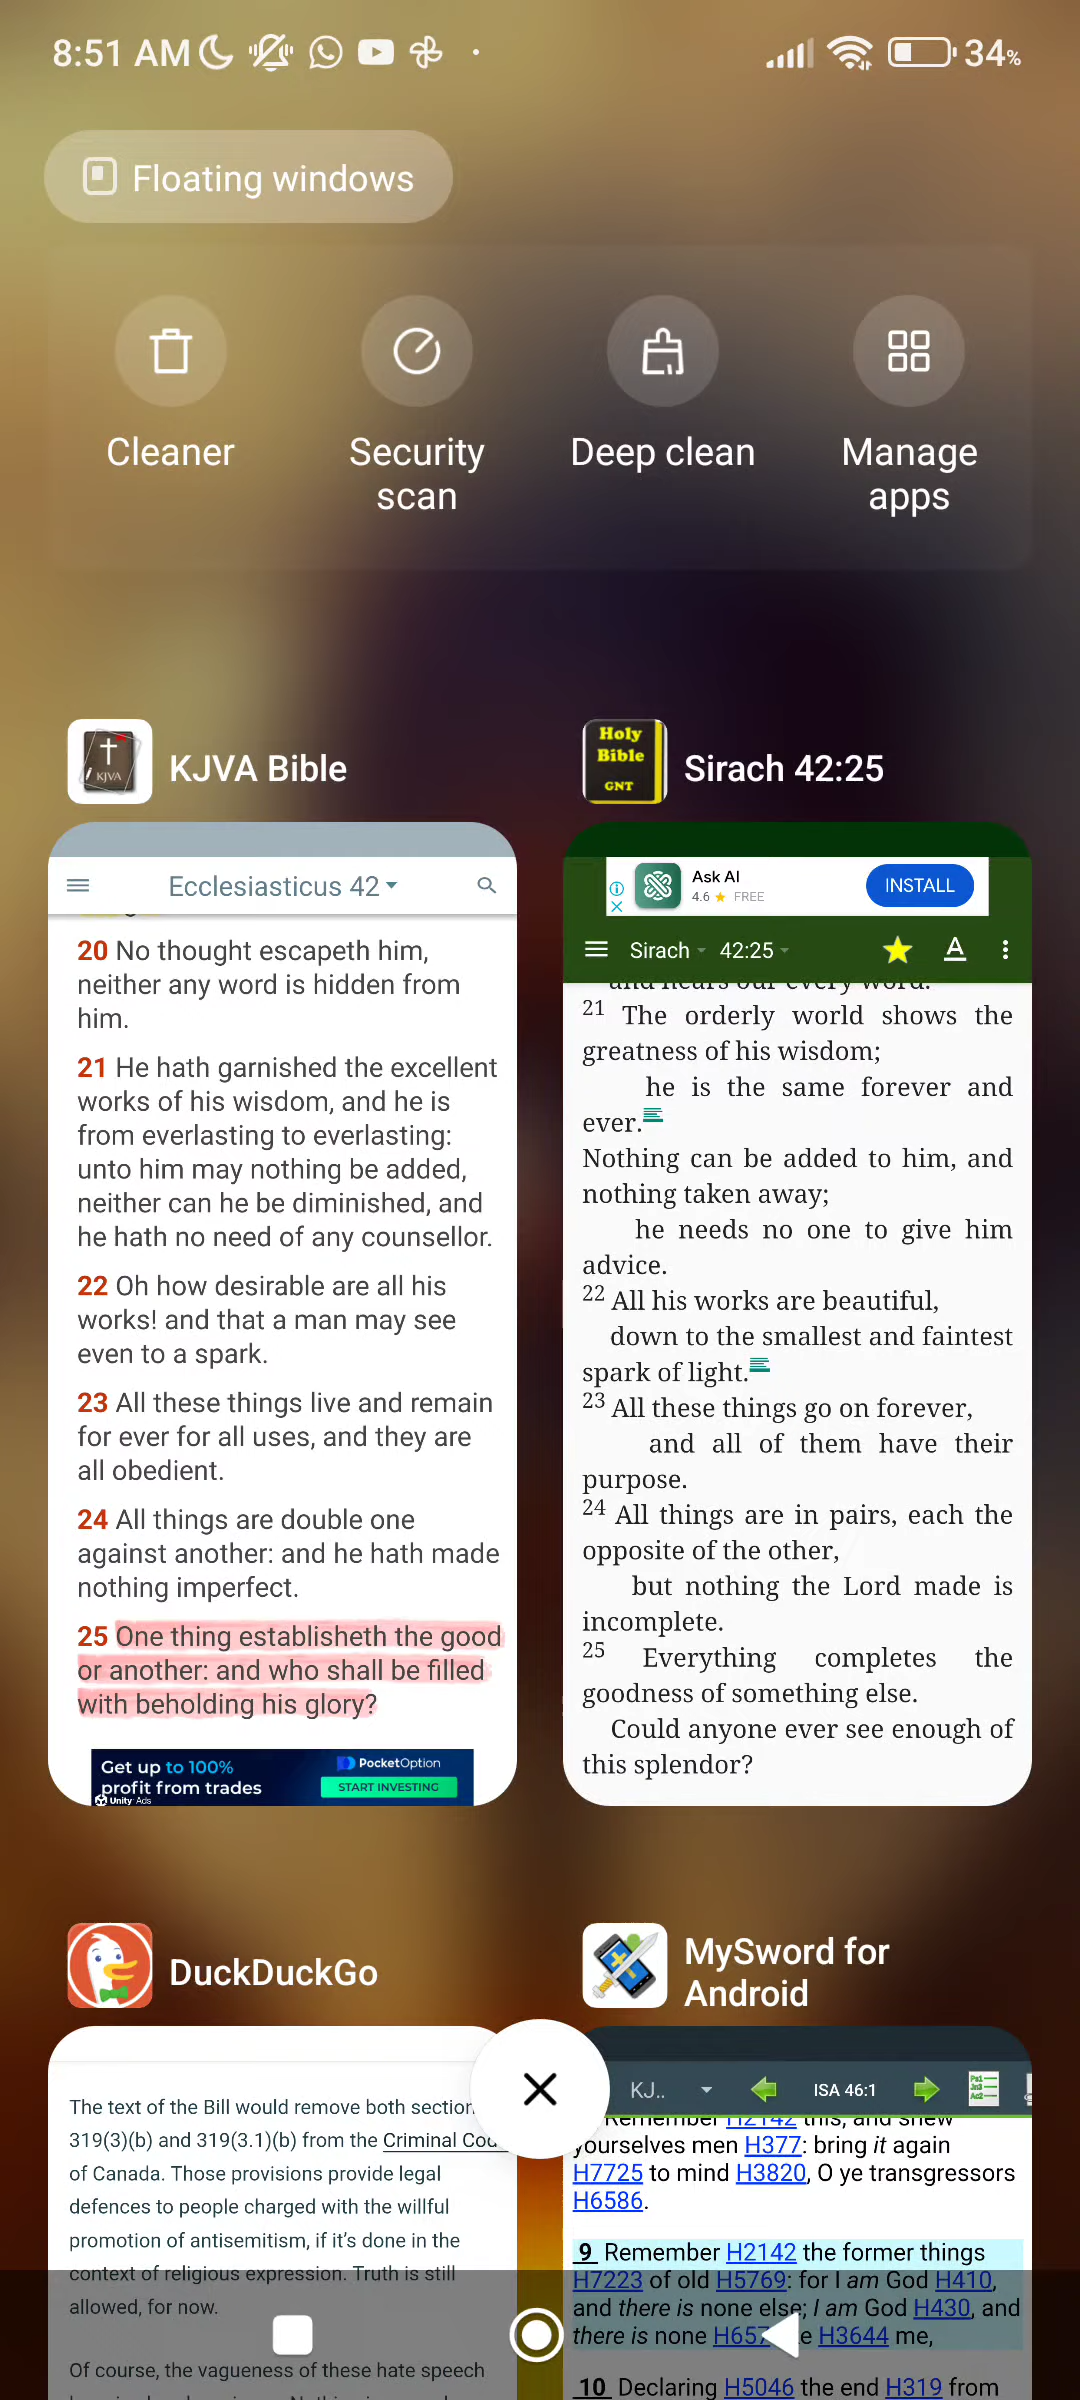 8:51 AM
34%
Floating windows
Cleaner
Security
scan
Deep clean
Manage
apps
KJVA Bible
KJVA
Ecclesiasticus 42
20 No thought escapeth him,
neither any word is hidden from
him.
21 He hath garnished the excellent
works of his wisdom, and he is
from everlasting to everlasting:
unto him may nothing be added,
neither can he be diminished, and
he hath no need of any counsellor.
22 Oh how desirable are all his
works! and that a man may see
even to a spark.
23 All these things live and remain
for ever for all uses, and they are
all obedient.
24 All things are double one
against another: and he hath made
nothing imperfect.
25 One thing establisheth the good
or another: and who shall be filled
with beholding his glory?
Get up to 100%
profit from trades
PocketOption
START INVESTING
Unity Ads
Holy
Bible
GNT
Sirach 42:25
Ask AI
4.6 ★ FREE
INSTALL
Sirach 42:25
A
and hears our every word.
21 The orderly world shows the
greatness of his wisdom;
he is the same forever and
ever.
Nothing can be added to him, and
nothing taken away;
he needs no one to give him
advice.
22 All his works are beautiful,
down to the smallest and faintest
spark of light.
23 All these things go on forever,
and all of them have their
purpose.
24 All things are in pairs, each the
opposite of the other,
but nothing the Lord made is
incomplete.
25 Everything completes the
goodness of something else.
Could anyone ever see enough of
this splendor?
DuckDuckGo
The text of the Bill would remove both section
319(3)(b) and 319(3.1)(b) from the Criminal Cod
of Canada. Those provisions provide legal
defences to people charged with the willful
promotion of antisemitism, if it's done in the
context of religious expression. Truth is still
allowed, for now.
Of course, the vagueness of these hate speech
MySword for
Android
KJ..
ISA 46:1
Remember H2142 this, and shew
yourselves men H377: bring it again
H7725 to mind H3820, O ye transgressors
H6586.
9 Remember H2142 the former things
H7223 of old H5769: for I am God H410,
and there is none else; I am God H430, and
there is none H657 e H3644 me,
10 Declaring H5046 the end H319 from